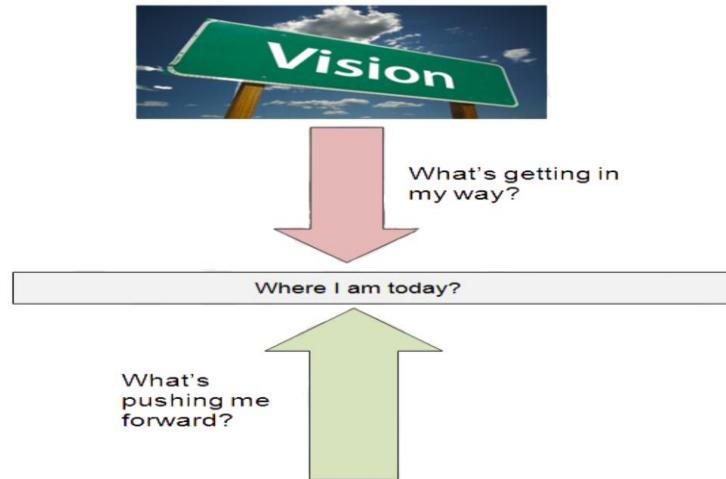 Vision
What's getting in
my way?
Where I am today?
What's
pushing me
forward?